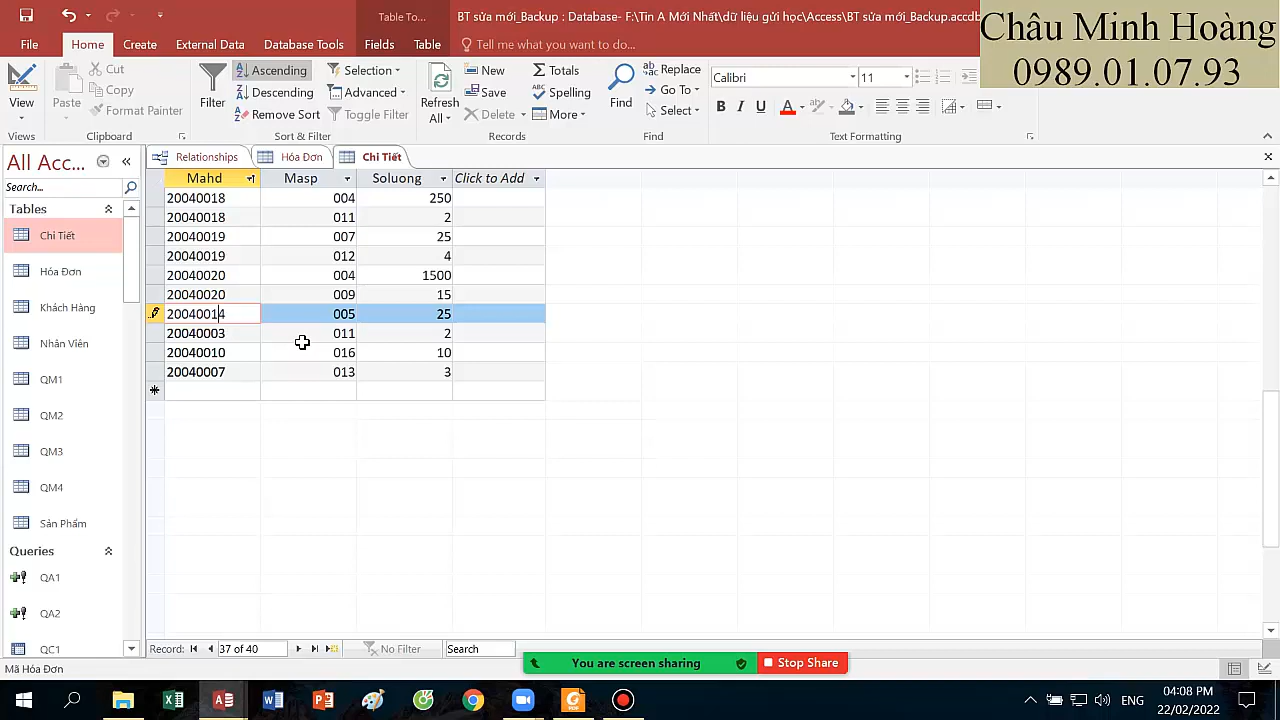 Table To...
BT sửa mới_Backup : Database- F:\Tin A Mới Nhất\dữ liệu gửi học\Access\BT sửa mới_Backup.accdb
Châu Minh Hoàng
0989.01.07.93
File Home Create External Data Database Tools Fields Table Tell me what you want to do...
View
Views
Paste
Cut
Copy
Format Painter
Clipboard
Filter
Ascending
Descending
Remove Sort
Selection
Advanced
Toggle Filter
Sort & Filter
Refresh
All
New
Save
Delete
Totals
Spelling
More
Records
Find
Replace
Go To
Select
Find
Calibri 11
B I U A
Text Formatting
All Acc...
Search...
Tables
Chi Tiết
Hóa Đơn
Khách Hàng
Nhân Viên
QM1
QM2
QM3
QM4
Sản Phẩm
Queries
QA1
QA2
QC1
Relationships Hóa Đơn Chi Tiết
Mahd Masp Soluong Click to Add
20040018 004 250
20040018 011 2
20040019 007 25
20040019 012 4
20040020 004 1500
20040020 009 15
20040014 005 25
20040003 011 2
20040010 016 10
20040007 013 3
Record: 37 of 40 No Filter Search
Mã Hóa Đơn
You are screen sharing Stop Share
ENG
04:08 PM
22/02/2022